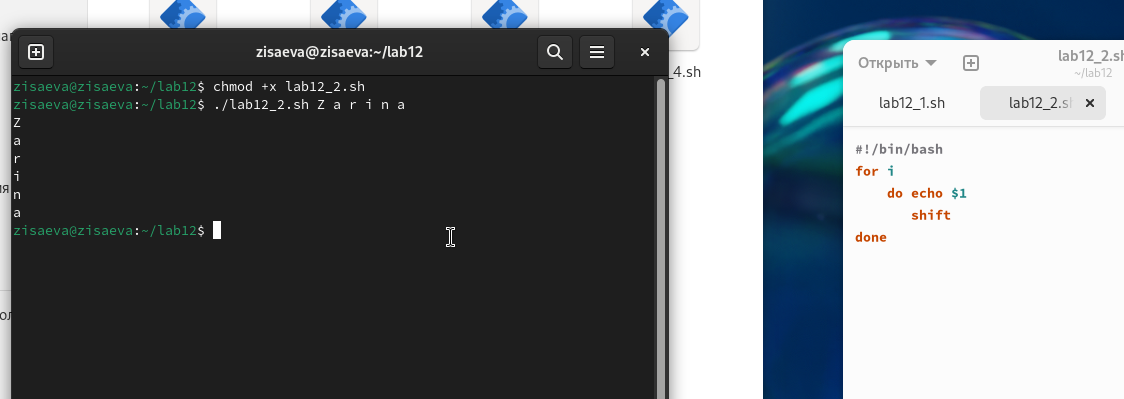 _4.sh
zisaeva@zisaeva:~/lab12
zisaeva@zisaeva:~/lab12$ chmod +x lab12_2.sh
zisaeva@zisaeva:~/lab12$ ./lab12_2.sh Z a r i n a
Z
a
r
i
n
a
zisaeva@zisaeva:~/lab12$
Открыть
lab12_2.sh
~/lab12
lab12_1.sh
lab12_2.sh
#!/bin/bash
for i
do echo $1
shift
done